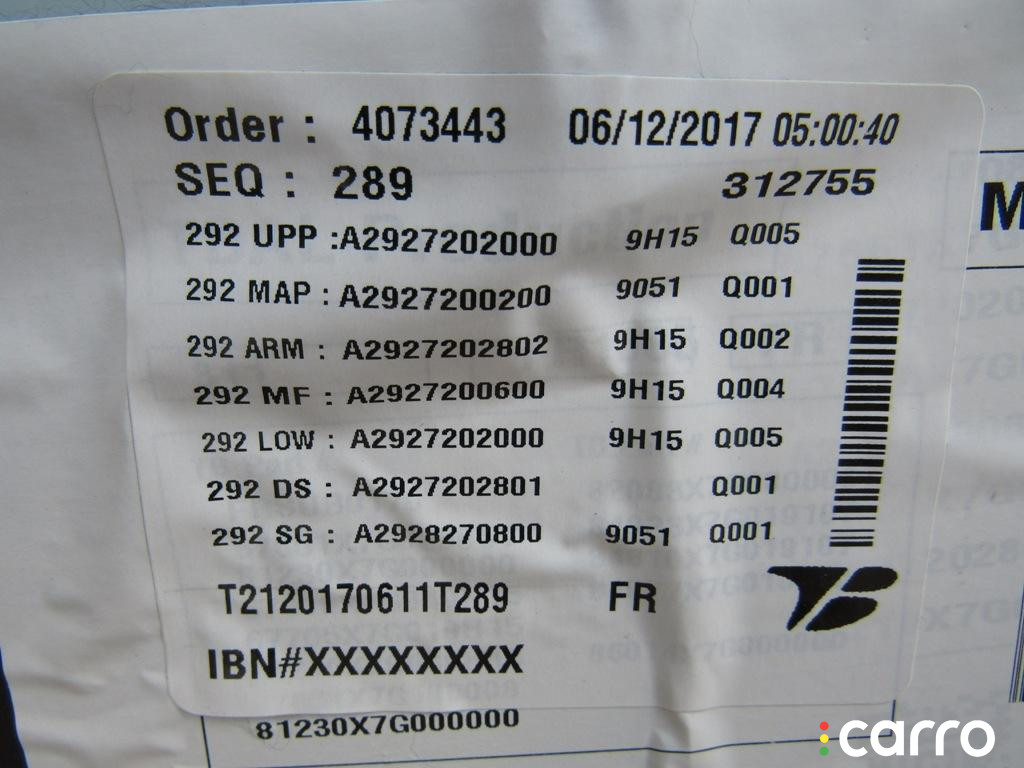 Order : 4073443 06/12/2017 05:00:40
SEQ : 289 312755
292 UPP :A2927202000 9H15 Q005
292 MAP : A2927200200 9051 Q001
292 ARM : A2927202802 9H15 Q002
292 MF : A2927200600 9H15 Q004
292 LOW : A2927202000 9H15 Q005
292 DS : A2927202801 Q001
292 SG : A2928270800 9051 Q001
T2120170611T289 FR TB
IBN#XXXXXXXX
81230X7G000000
carro